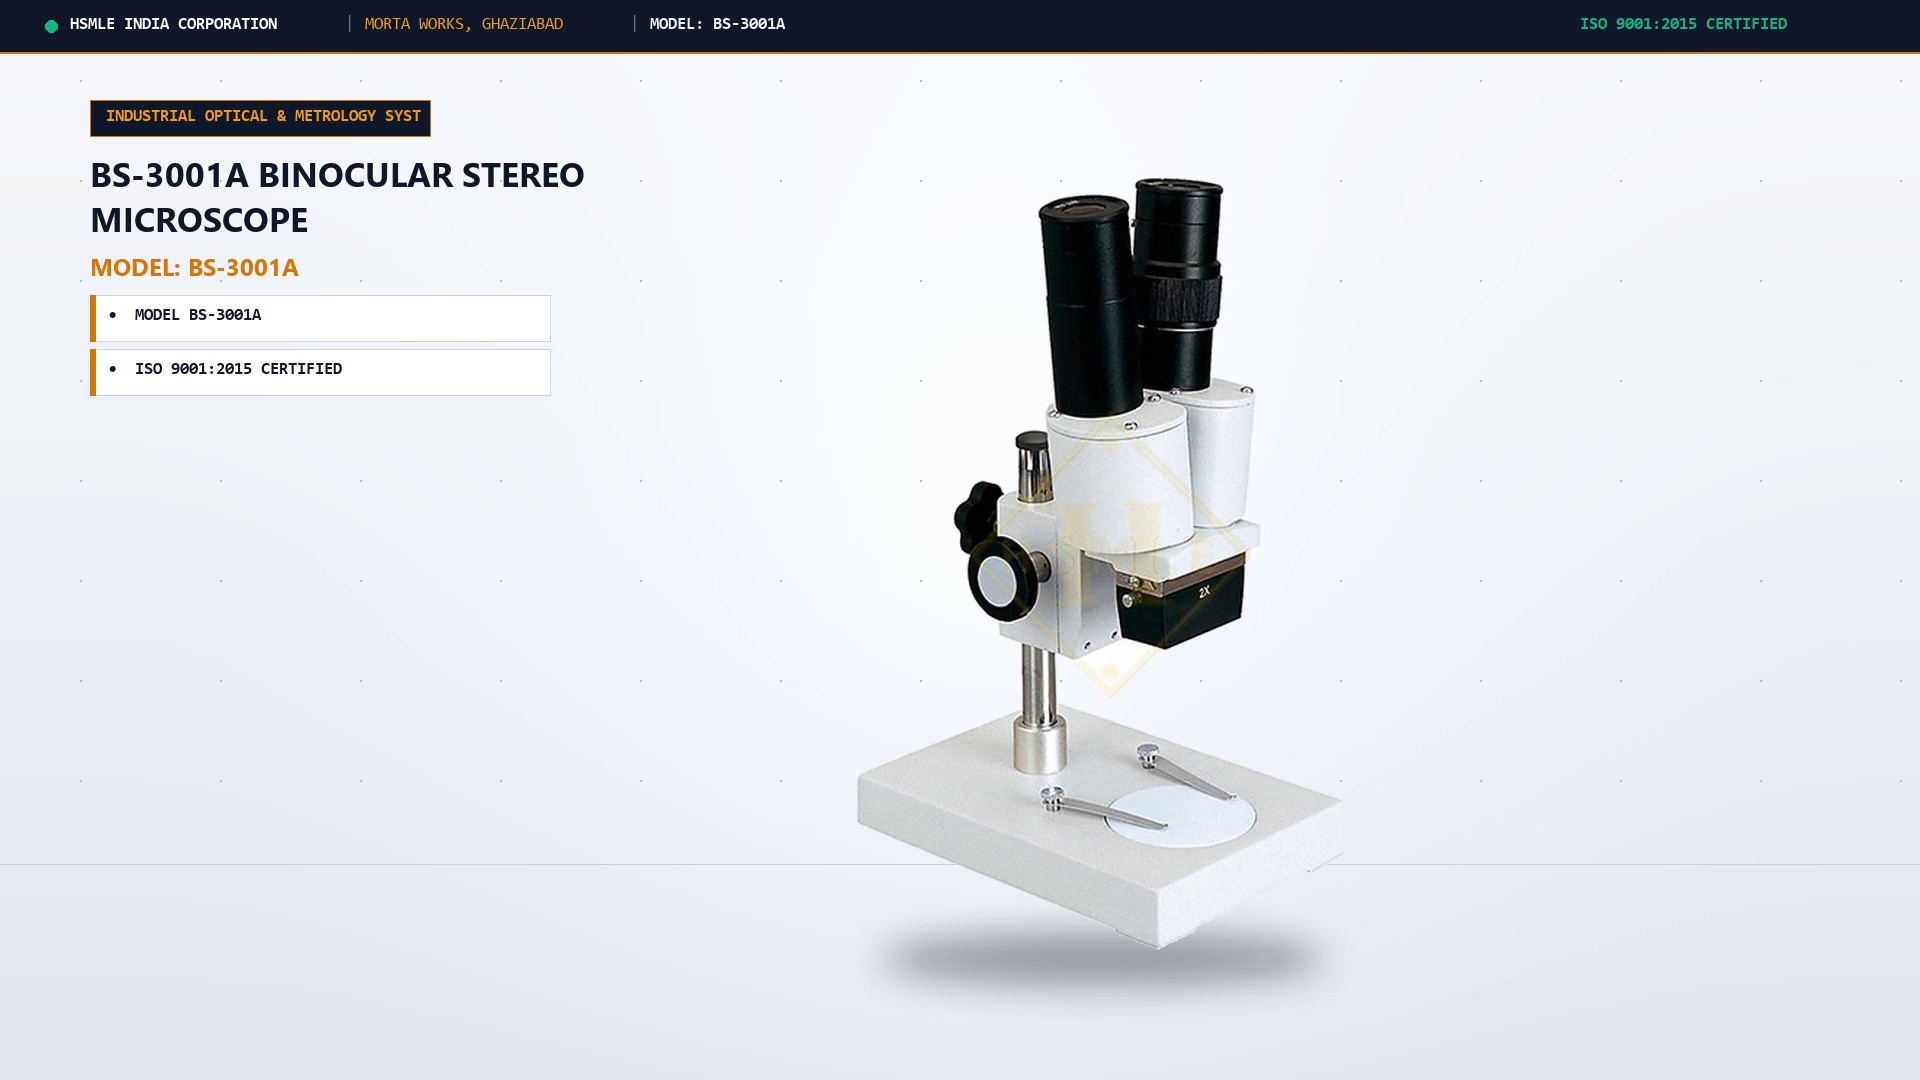 HSMLE INDIA CORPORATION
MORTA WORKS, GHAZIABAD
MODEL: BS-3001A
ISO 9001:2015 CERTIFIED
INDUSTRIAL OPTICAL & METROLOGY SYST
BS-3001A BINOCULAR STEREO
MICROSCOPE
MODEL: BS-3001A
• MODEL BS-3001A
• ISO 9001:2015 CERTIFIED
2X